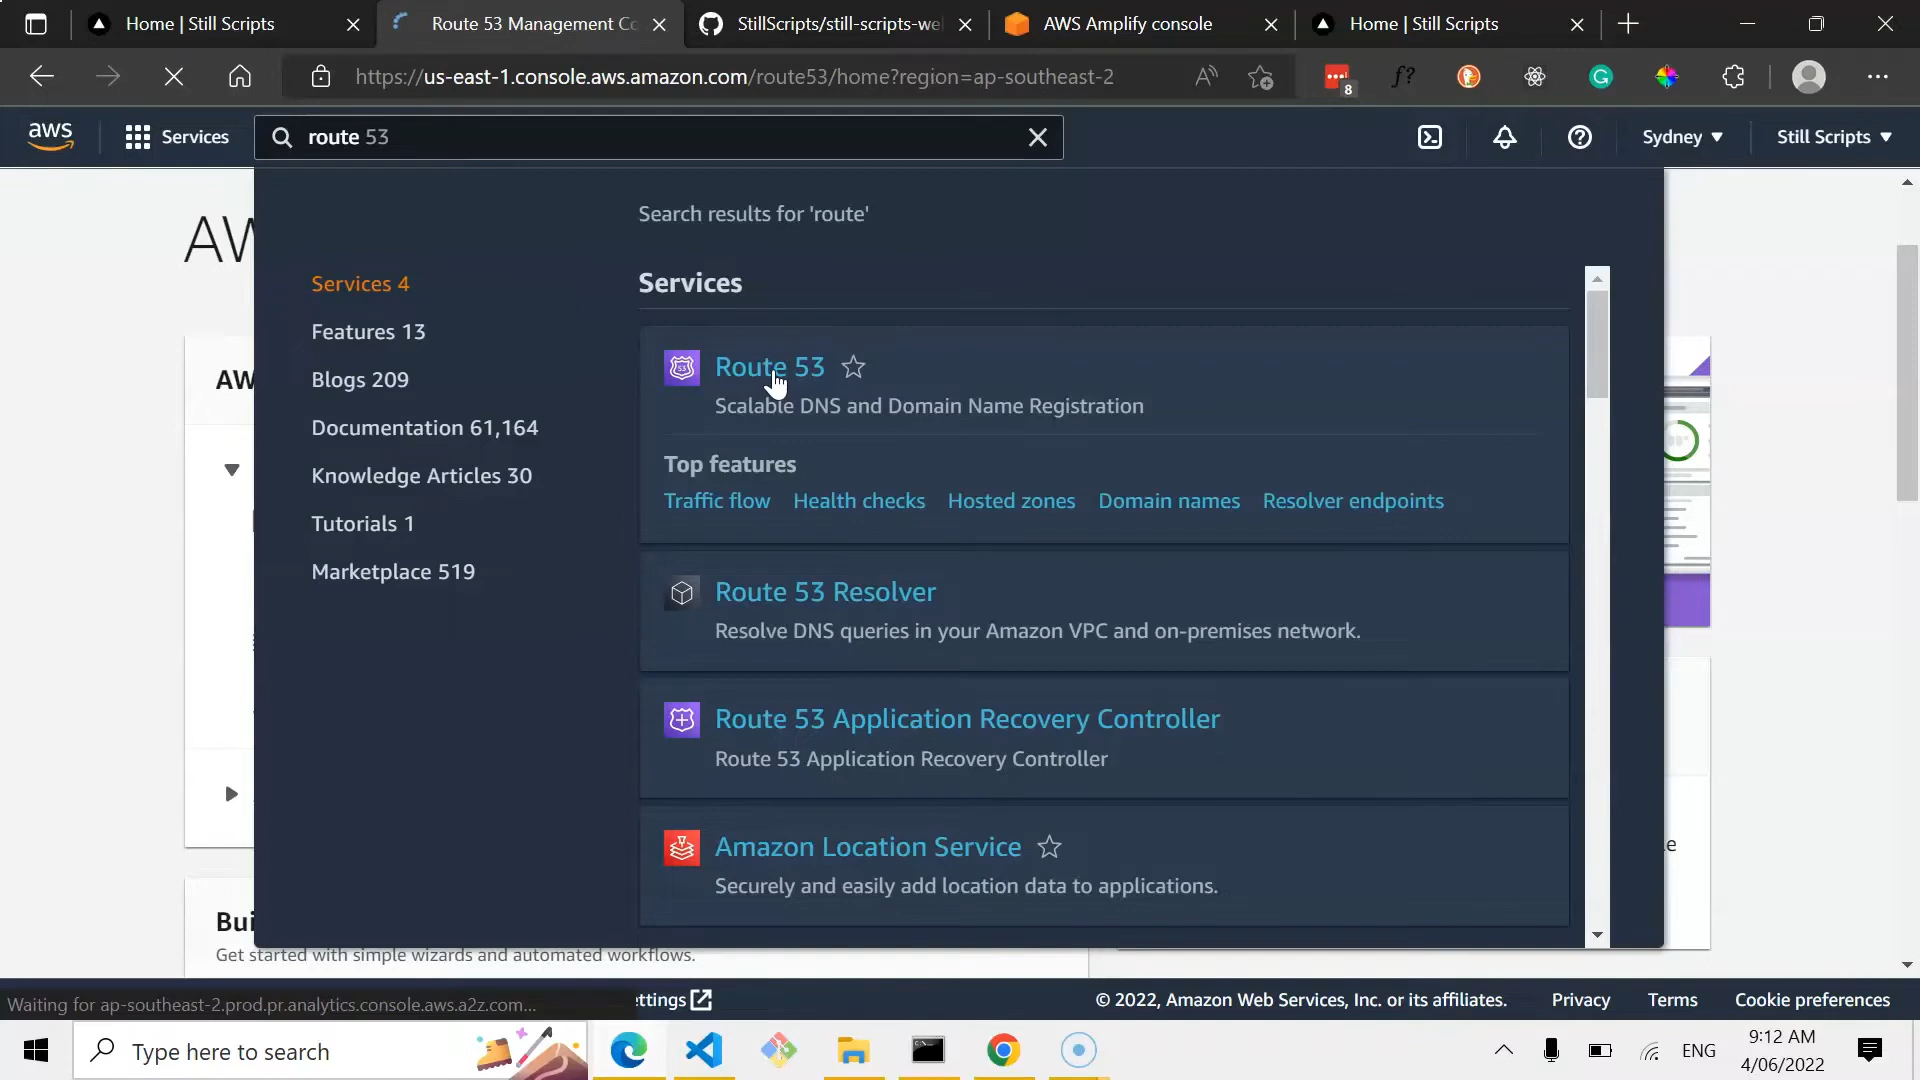 Home | Still Scripts
Route 53 Management Co
StillScripts/still-scripts-we
AWS Amplify console
Home | Still Scripts
https://us-east-1.console.aws.amazon.com/route53/home?region=ap-southeast-2
8
f?
aws
Services
route 53
Sydney
Still Scripts
AW
Search results for 'route'
Services 4
Features 13
Blogs 209
Documentation 61,164
Knowledge Articles 30
Tutorials 1
Marketplace 519
Services
AW
Route 53
Scalable DNS and Domain Name Registration
Top features
Traffic flow Health checks Hosted zones Domain names Resolver endpoints
Route 53 Resolver
Resolve DNS queries in your Amazon VPC and on-premises network.
Route 53 Application Recovery Controller
Route 53 Application Recovery Controller
Amazon Location Service
Securely and easily add location data to applications.
e
Bui
Get started with simple wizards and automated workflows.
Waiting for ap-southeast-2.prod.pr.analytics.console.aws.a2z.com...
ettings
© 2022, Amazon Web Services, Inc. or its affiliates.
Privacy
Terms
Cookie preferences
Type here to search
ENG
9:12 AM
4/06/2022